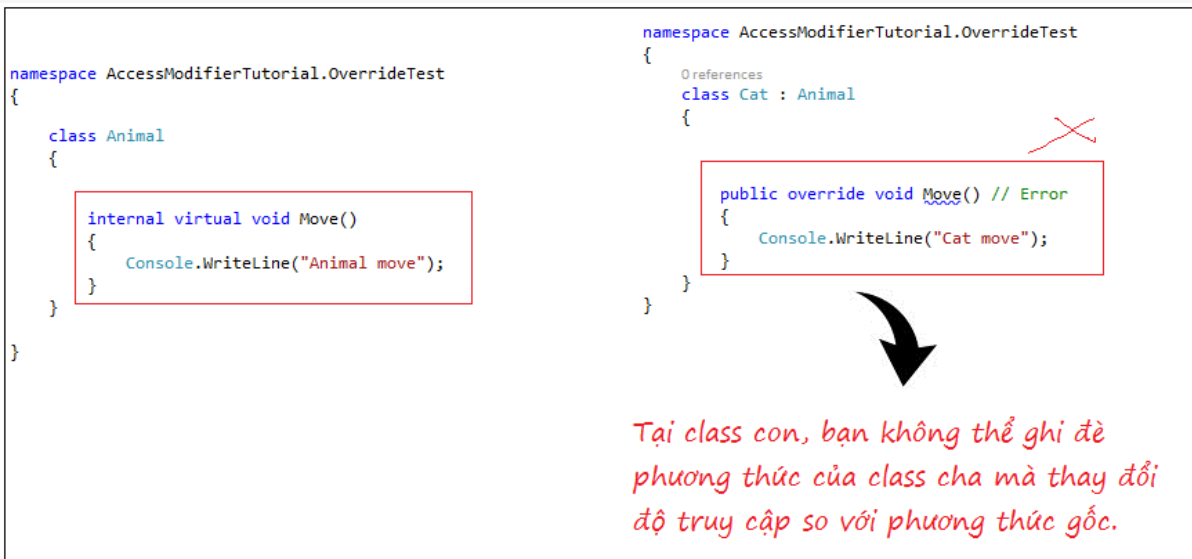 namespace AccessModifierTutorial.OverrideTest
{
class Animal
{
internal virtual void Move()
{
Console.WriteLine("Animal move");
}
}
}
namespace AccessModifierTutorial.OverrideTest
{
0 references
class Cat : Animal
{
public override void Move() // Error
{
Console.WriteLine("Cat move");
}
}
}
Tại class con, bạn không thể ghi đè
phương thức của class cha mà thay đổi
độ truy cập so với phương thức gốc.